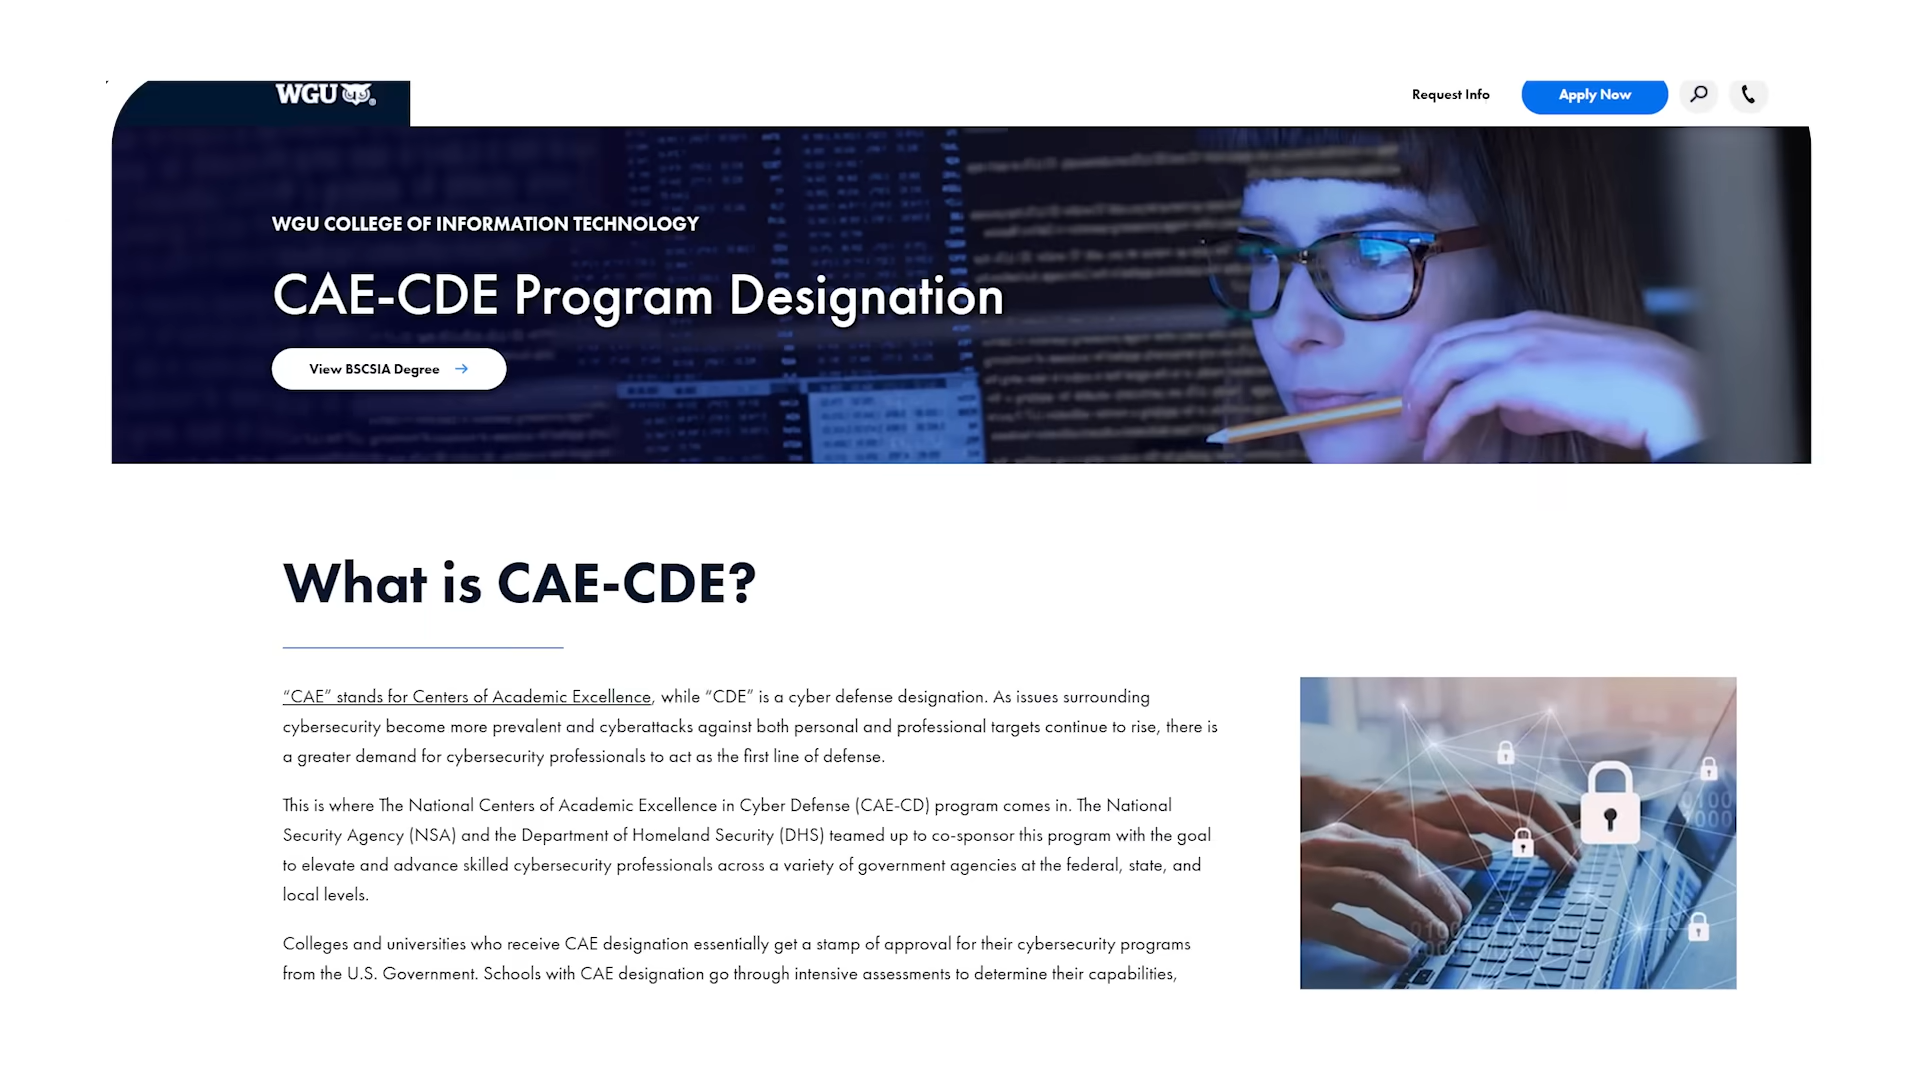 WGU
Request Info
Apply Now
WGU COLLEGE OF INFORMATION TECHNOLOGY
CAE-CDE Program Designation
View BSCSIA Degree
What is CAE-CDE?
“CAE” stands for Centers of Academic Excellence, while “CDE” is a cyber defense designation. As issues surrounding
cybersecurity become more prevalent and cyberattacks against both personal and professional targets continue to rise, there is
a greater demand for cybersecurity professionals to act as the first line of defense.
This is where The National Centers of Academic Excellence in Cyber Defense (CAE-CD) program comes in. The National
Security Agency (NSA) and the Department of Homeland Security (DHS) teamed up to co-sponsor this program with the goal
to elevate and advance skilled cybersecurity professionals across a variety of government agencies at the federal, state, and
local levels.
Colleges and universities who receive CAE designation essentially get a stamp of approval for their cybersecurity programs
from the U.S. Government. Schools with CAE designation go through intensive assessments to determine their capabilities,